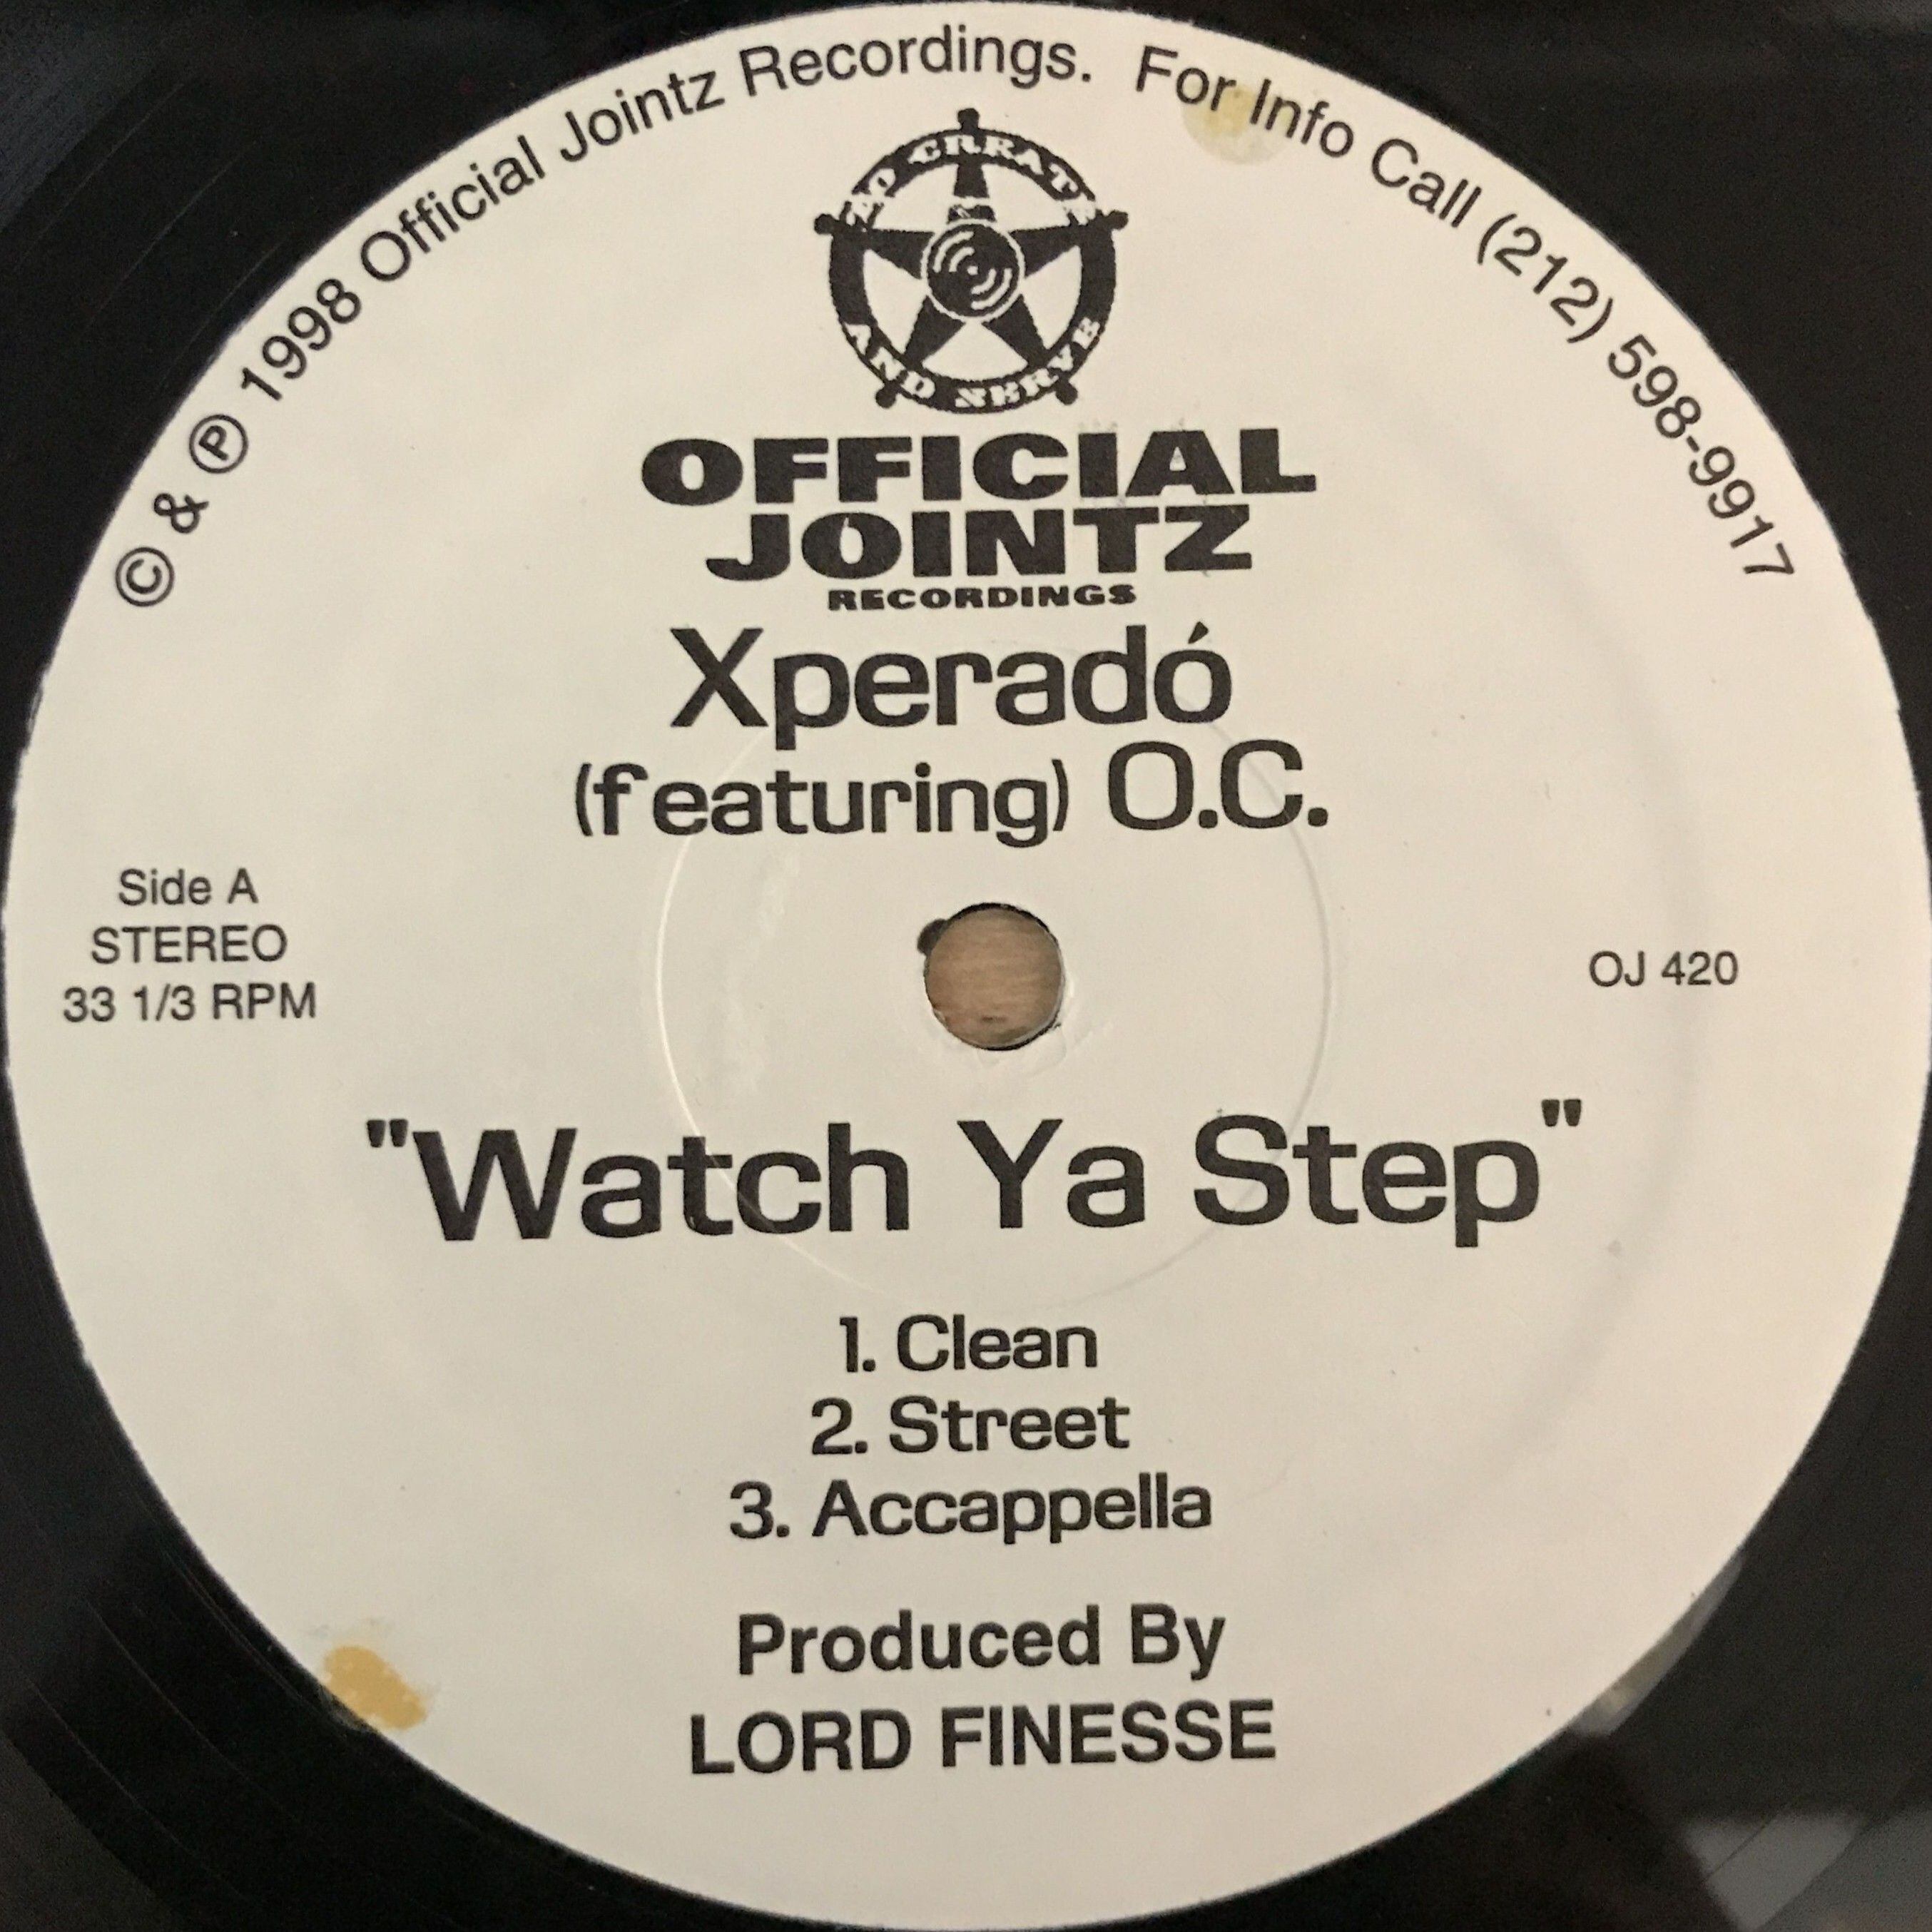 © & ℗ 1998 Official Jointz Recordings. For Info Call (212) 598-9917
TO CREATE
AND SERVE
OFFICIAL
JOINTZ
RECORDINGS
Xperadó
(featuring) O.C.
Side A
STEREO
33 1/3 RPM
OJ 420
"Watch Ya Step"
1. Clean
2. Street
3. Accappella
Produced By
LORD FINESSE